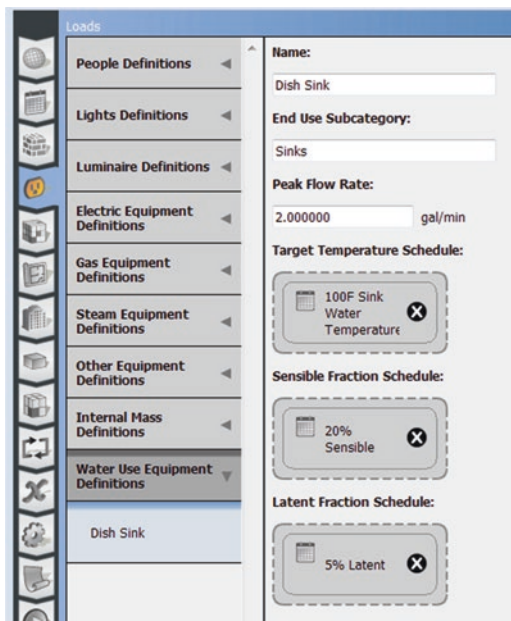 Loads
People Definitions
Lights Definitions
Luminaire Definitions
Electric Equipment
Definitions
Gas Equipment
Definitions
Steam Equipment
Definitions
Other Equipment
Definitions
Internal Mass
Definitions
Water Use Equipment
Definitions
Dish Sink
Name:
Dish Sink
End Use Subcategory:
Sinks
Peak Flow Rate:
2.000000 gal/min
Target Temperature Schedule:
100F Sink
Water
Temperature
Sensible Fraction Schedule:
20%
Sensible
Latent Fraction Schedule:
5% Latent